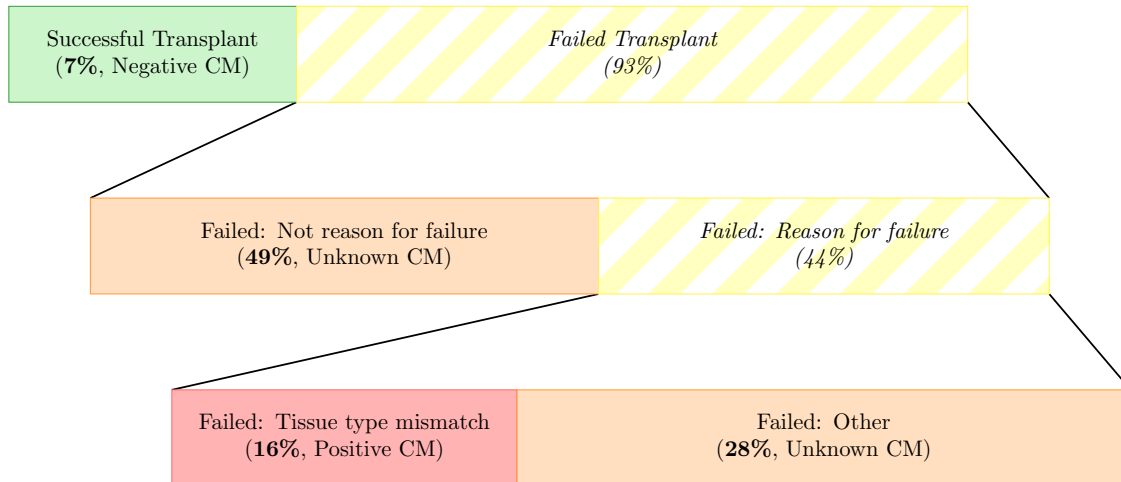 Successful Transplant
(7%, Negative CM)
Failed Transplant
(93%)
Failed: Not reason for failure
(49%, Unknown CM)
Failed: Reason for failure
(44%)
Failed: Tissue type mismatch
(16%, Positive CM)
Failed: Other
(28%, Unknown CM)